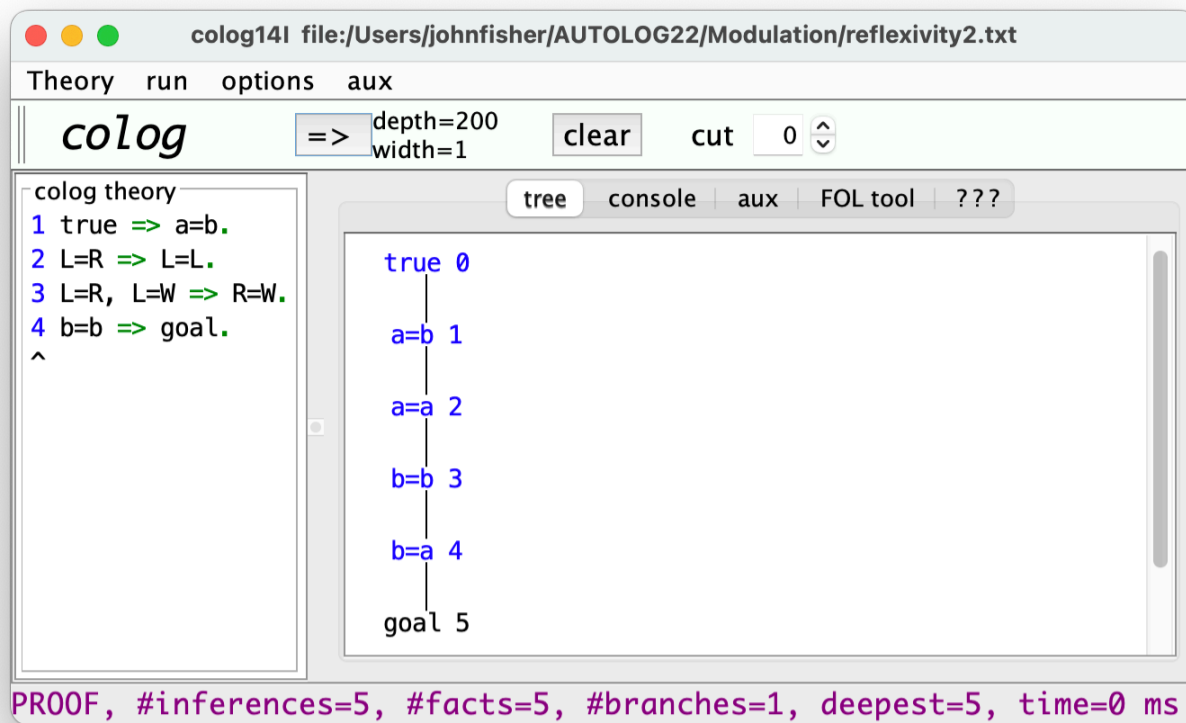 colog14I file:/Users/johnfisher/AUTOLOG22/Modulation/reflexivity2.txt
Theory run options aux
colog => depth=200 width=1 clear cut 0
colog theory
1 true => a=b.
2 L=R => L=L.
3 L=R, L=W => R=W.
4 b=b => goal.
^
tree console aux FOL tool ???
true 0
a=b 1
a=a 2
b=b 3
b=a 4
goal 5
PROOF, #inferences=5, #facts=5, #branches=1, deepest=5, time=0 ms